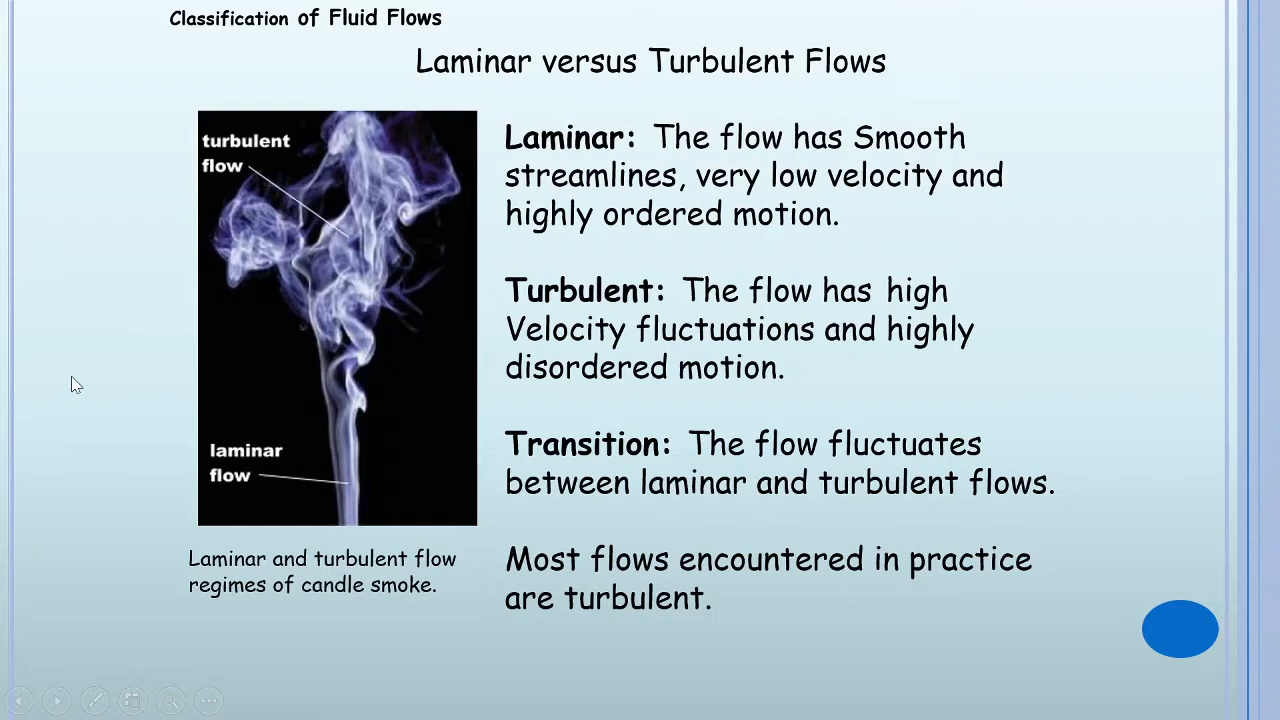 Classification of Fluid Flows
Laminar versus Turbulent Flows
turbulent
flow
laminar
flow
Laminar and turbulent flow
regimes of candle smoke.
Laminar: The flow has Smooth
streamlines, very low velocity and
highly ordered motion.
Turbulent: The flow has high
Velocity fluctuations and highly
disordered motion.
Transition: The flow fluctuates
between laminar and turbulent flows.
Most flows encountered in practice
are turbulent.